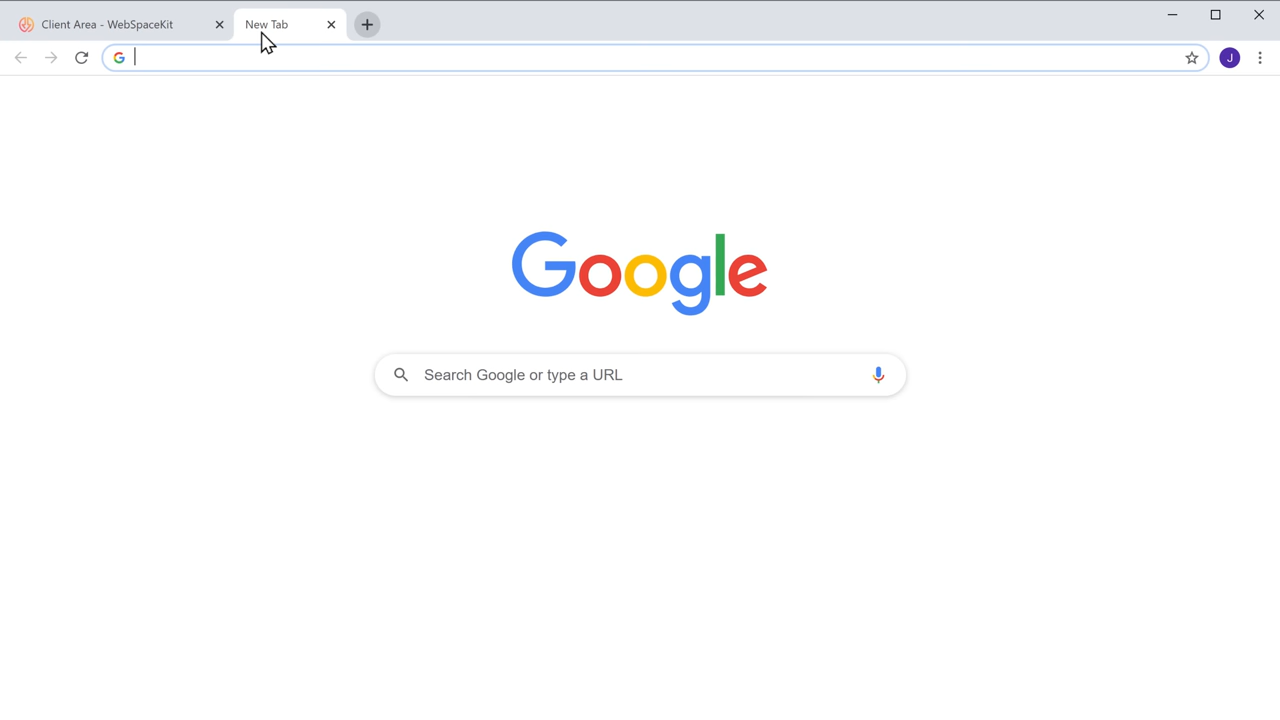 Client Area - WebSpaceKit
New Tab
J
Google
Search Google or type a URL